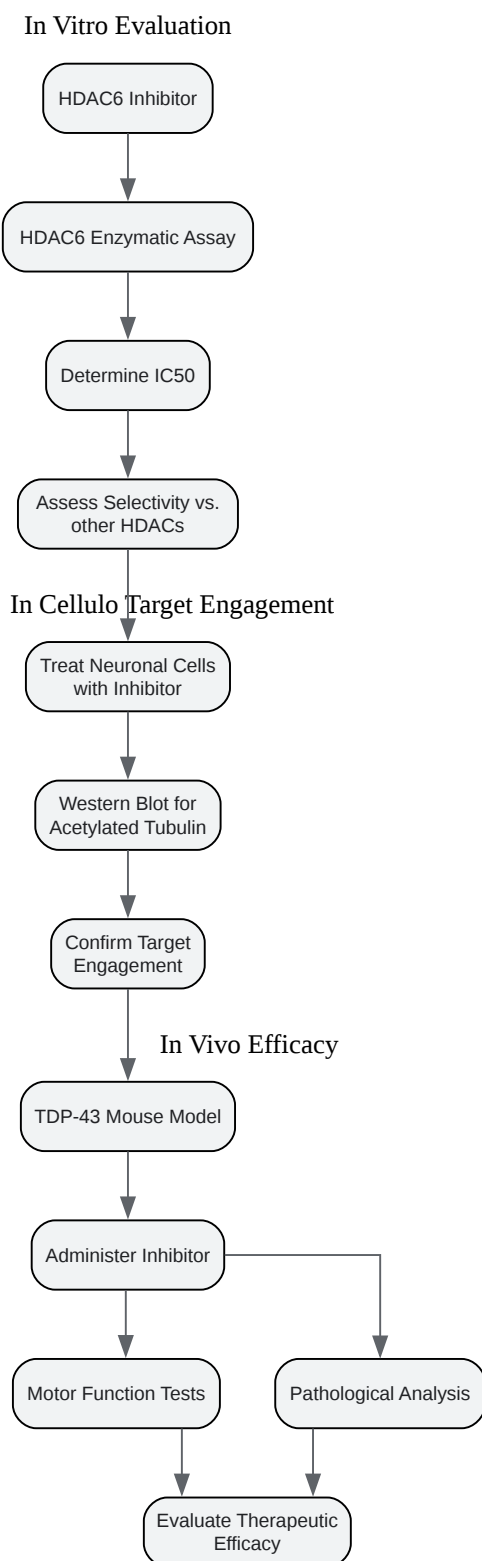 In Vitro Evaluation
HDAC6 Inhibitor
HDAC6 Enzymatic Assay
Determine IC50
Assess Selectivity vs.
other HDACs
In Cellulo Target Engagement
Treat Neuronal Cells
with Inhibitor
Western Blot for
Acetylated Tubulin
Confirm Target
Engagement
In Vivo Efficacy
TDP-43 Mouse Model
Administer Inhibitor
Motor Function Tests
Pathological Analysis
Evaluate Therapeutic
Efficacy